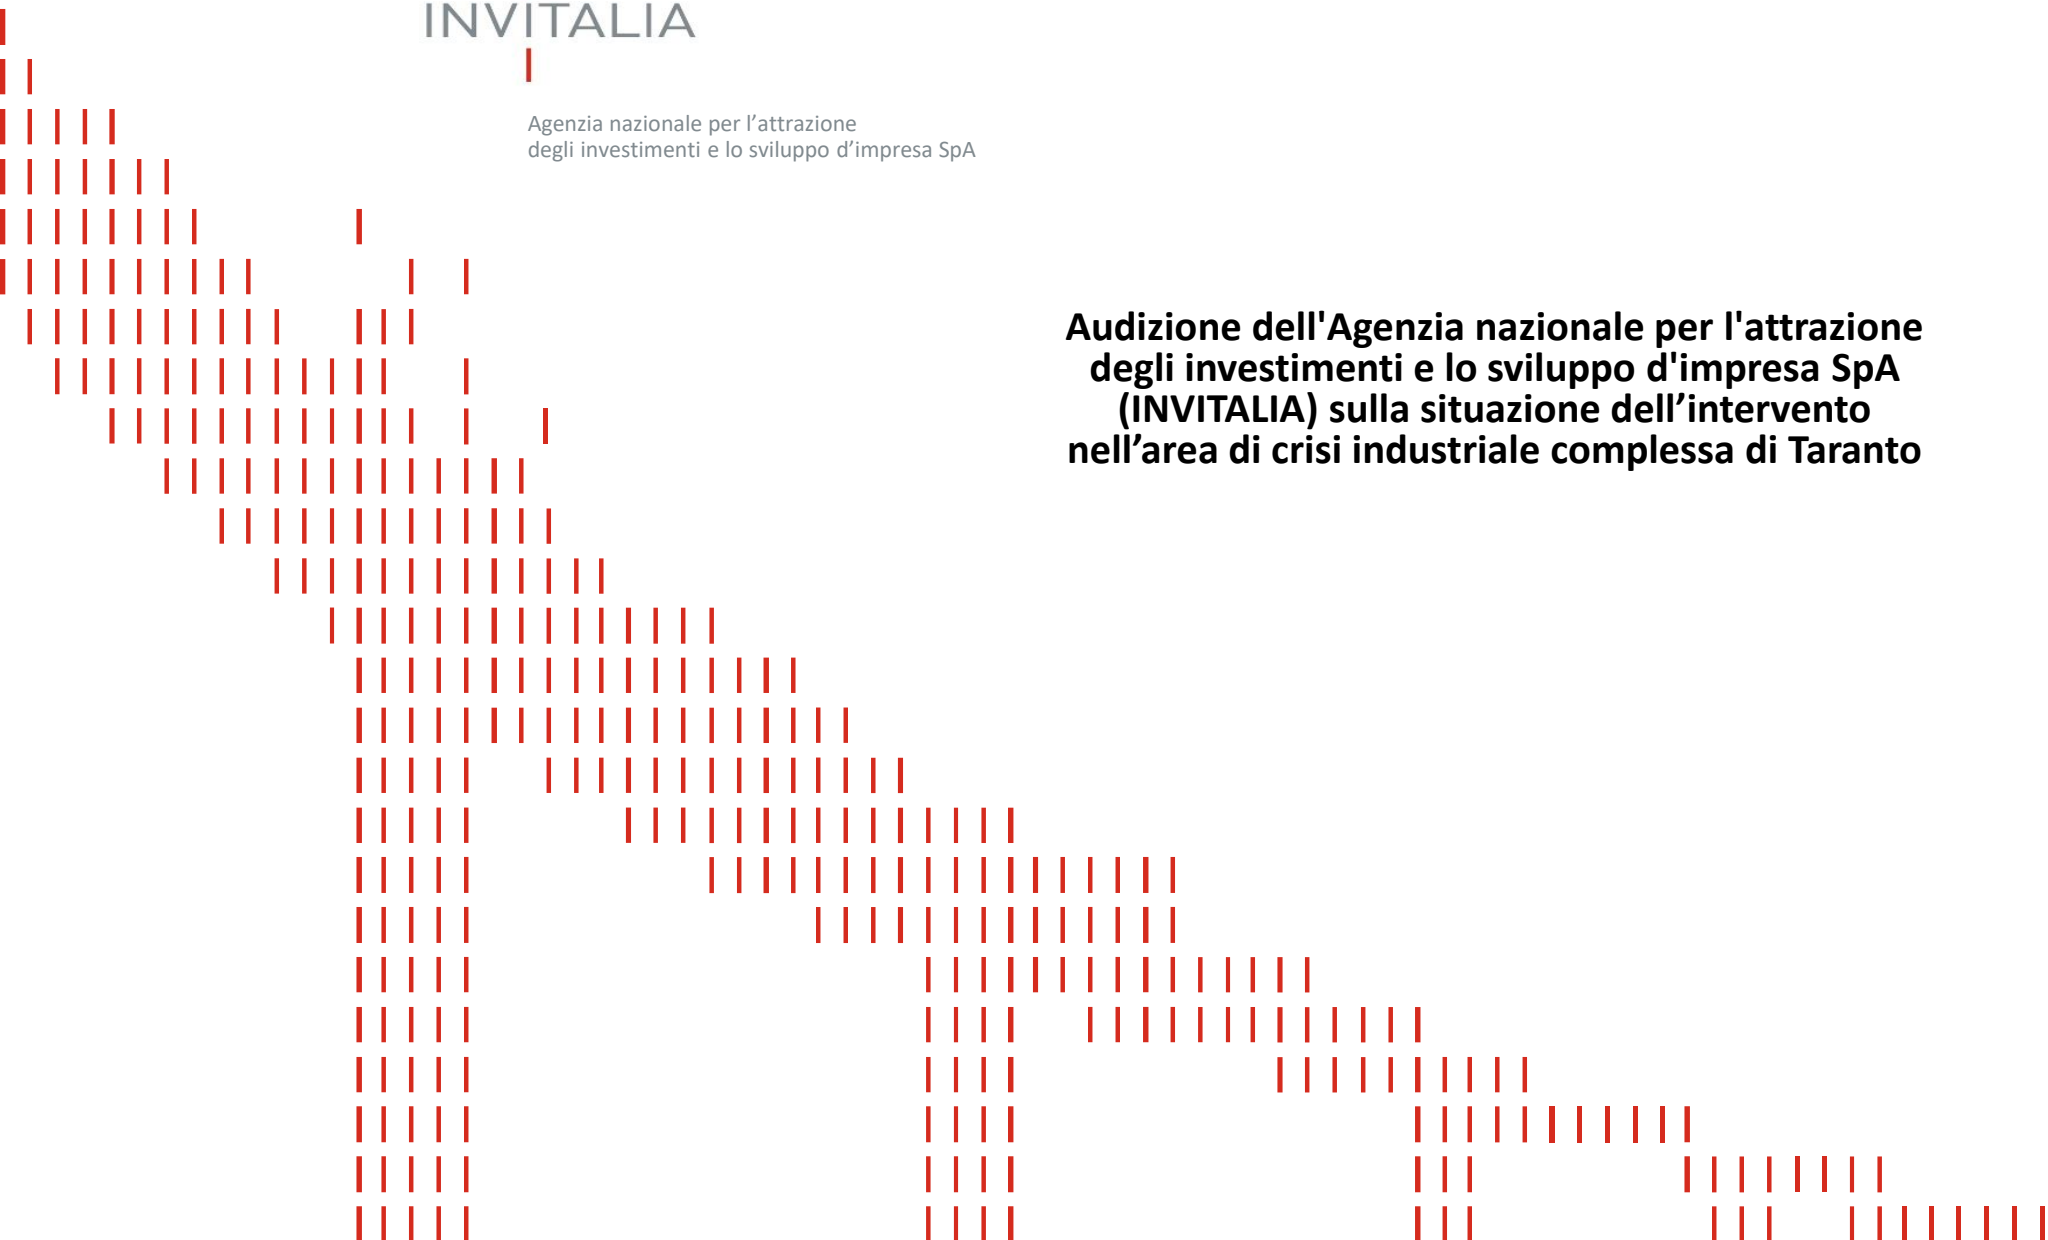 INVITALIA
Agenzia nazionale per l’attrazione
degli investimenti e lo sviluppo d’impresa SpA
Audizione dell'Agenzia nazionale per l'attrazione
degli investimenti e lo sviluppo d'impresa SpA
(INVITALIA) sulla situazione dell’intervento
nell’area di crisi industriale complessa di Taranto